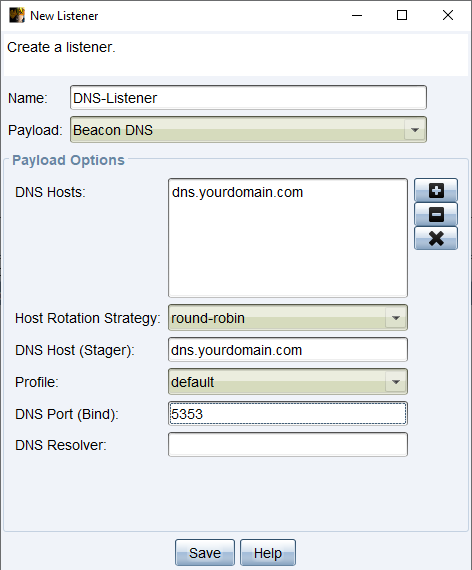 New Listener
Create a listener.
Name: DNS-Listener
Payload: Beacon DNS
Payload Options
DNS Hosts: dns.yourdomain.com
Host Rotation Strategy: round-robin
DNS Host (Stager): dns.yourdomain.com
Profile: default
DNS Port (Bind): 5353
DNS Resolver:
Save Help